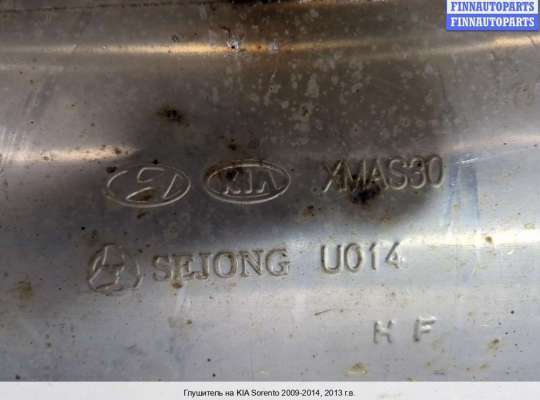 FINNAUTOPARTS
FINNAUTOPARTS
KIA XMAS30
SEJONG U014
H F
Глушитель на KIA Sorento 2009-2014, 2013 г.в.